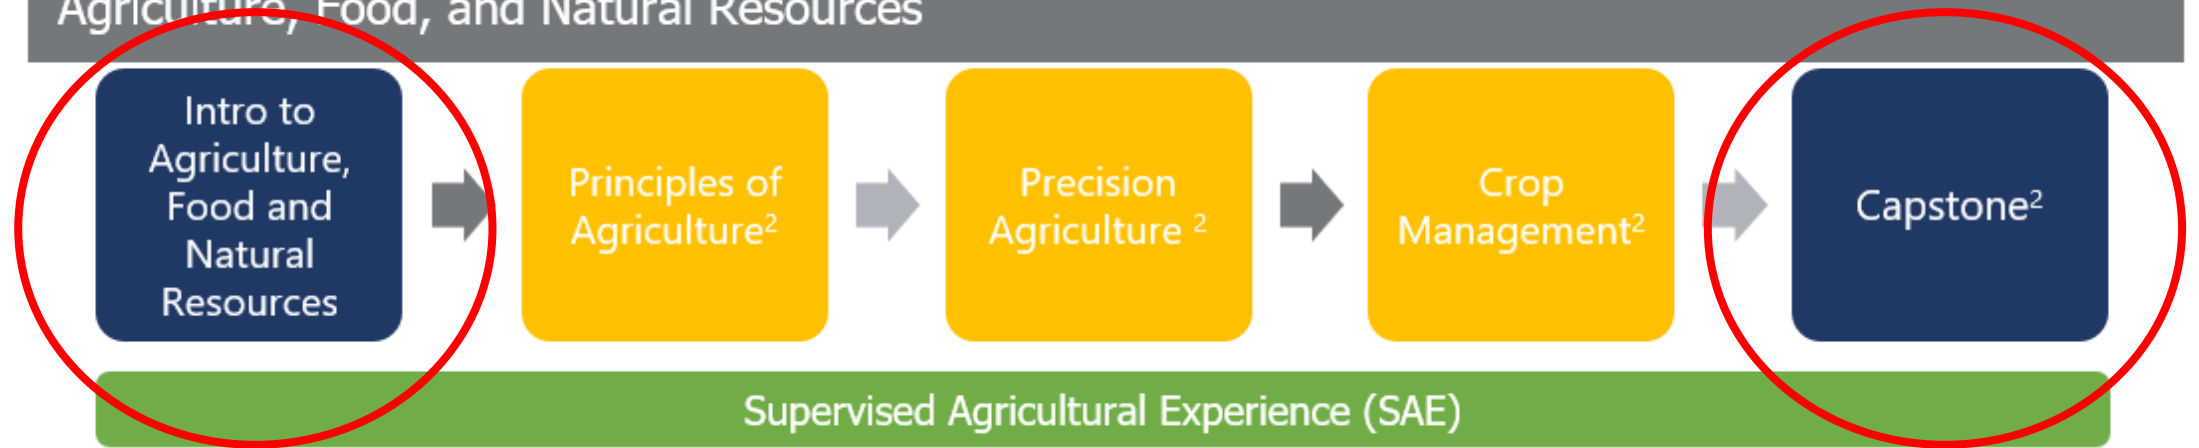 Agriculture, Food, and Natural Resources
Intro to
Agriculture,
Food and
Natural
Resources
Principles of
Agriculture²
Precision
Agriculture ²
Crop
Management²
Capstone²
Supervised Agricultural Experience (SAE)